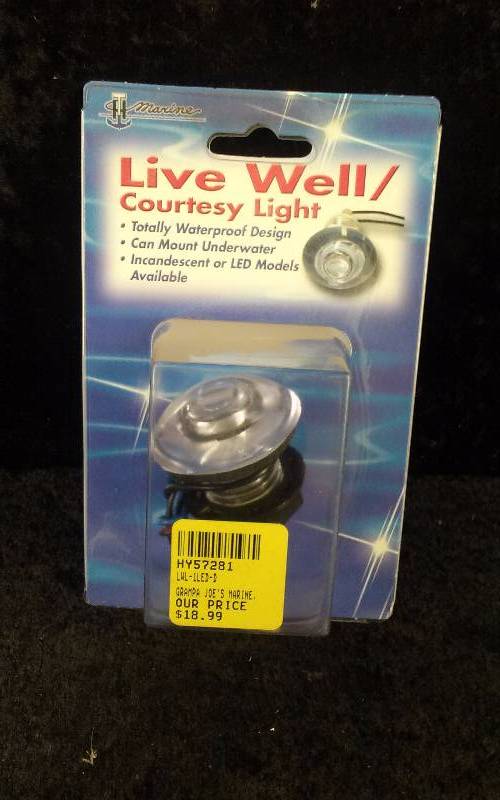 TH Marine
Live Well/
Courtesy Light
• Totally Waterproof Design
• Can Mount Underwater
• Incandescent or LED Models
Available
HY57281
LWL-1LED-D
GRAMPA JOE'S MARINE,
OUR PRICE
$18.99